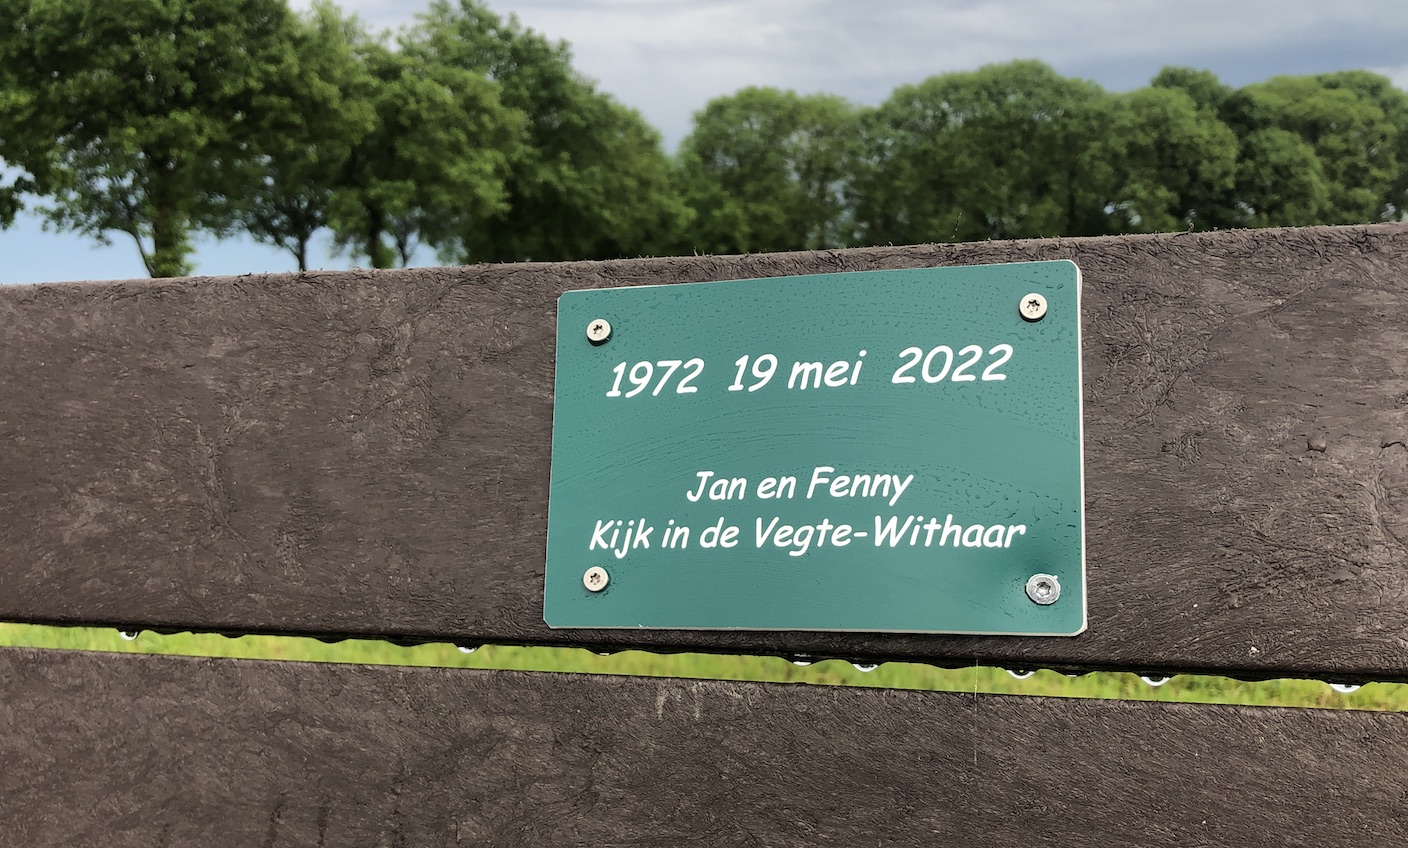 1972 19 mei 2022
Jan en Fenny
Kijk in de Vegte-Withaar